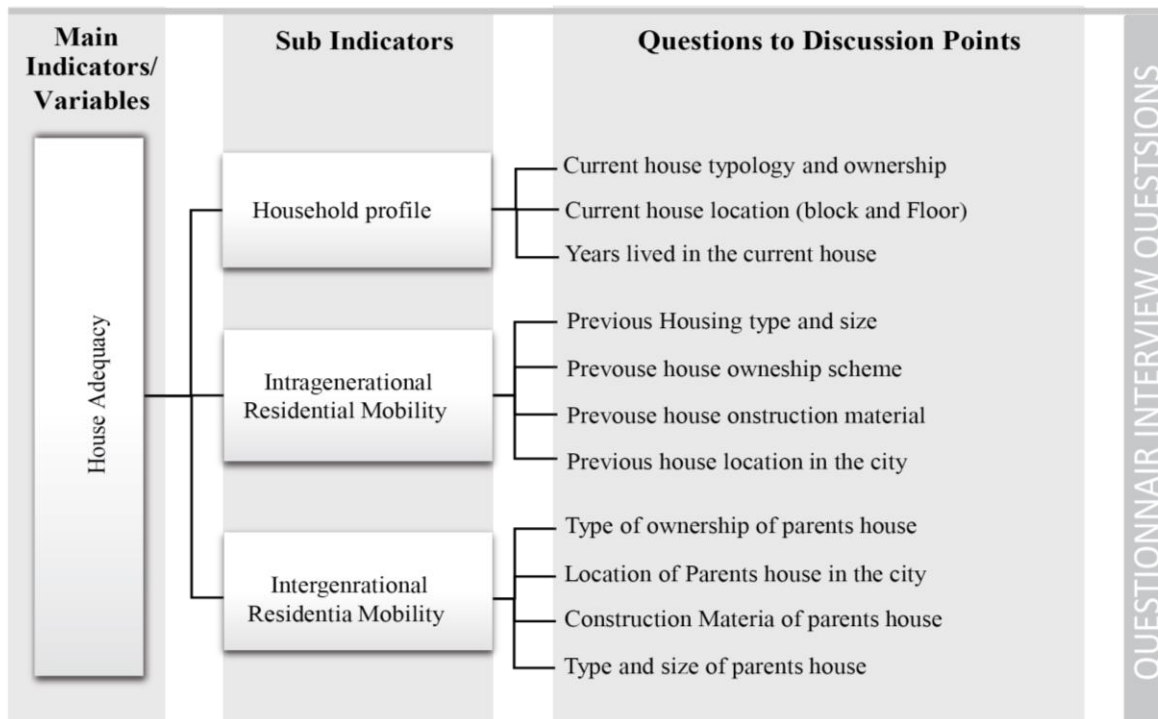 Main
Indicators/
Variables
Sub Indicators
Questions to Discussion Points
House Adequacy
Household profile
Current house typology and ownership
Current house location (block and Floor)
Years lived in the current house
Intragenerational
Residential Mobility
Previous Housing type and size
Prevouse house owneship scheme
Prevouse house onstruction material
Previous house location in the city
Intergenrational
Residentia Mobility
Type of ownership of parents house
Location of Parents house in the city
Construction Materia of parents house
Type and size of parents house
QUESTIONNAIR INTERVIEW QUESTSIONS